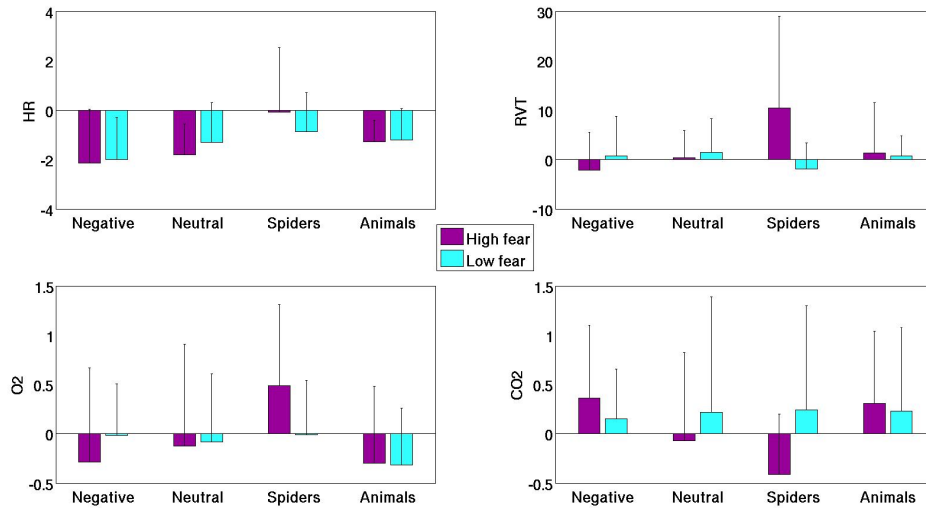 4
2
0
-2
-4
HR
Negative Neutral Spiders Animals
30
20
10
0
-10
RVT
Negative Neutral Spiders Animals
High fear
Low fear
1.5
1
0.5
0
-0.5
O2
Negative Neutral Spiders Animals
1.5
1
0.5
0
-0.5
CO2
Negative Neutral Spiders Animals